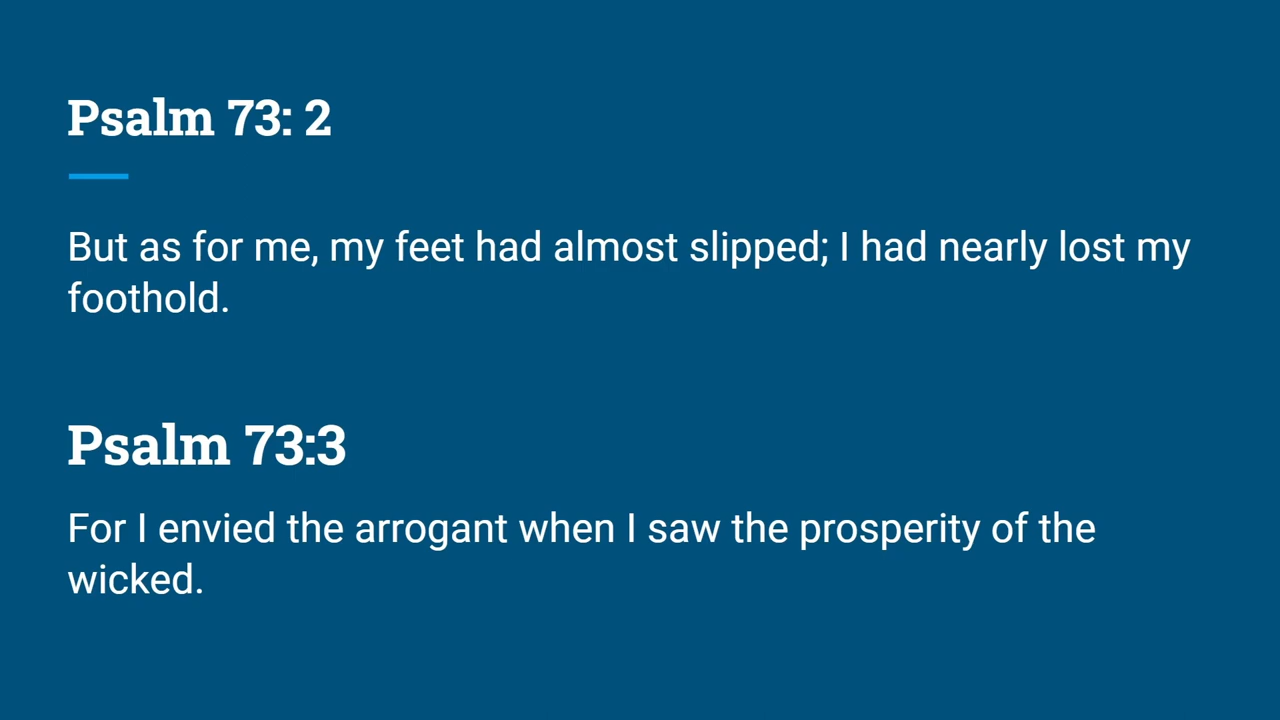 Psalm 73: 2
But as for me, my feet had almost slipped; I had nearly lost my
foothold.
Psalm 73:3
For I envied the arrogant when I saw the prosperity of the
wicked.